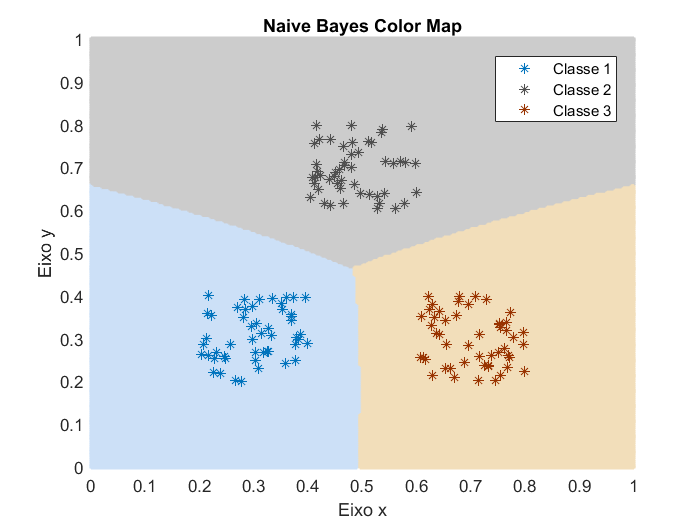 Naive Bayes Color Map
Classe 1
Classe 2
Classe 3
Eixo y
1
0.9
0.8
0.7
0.6
0.5
0.4
0.3
0.2
0.1
0
0 0.1 0.2 0.3 0.4 0.5 0.6 0.7 0.8 0.9 1
Eixo x